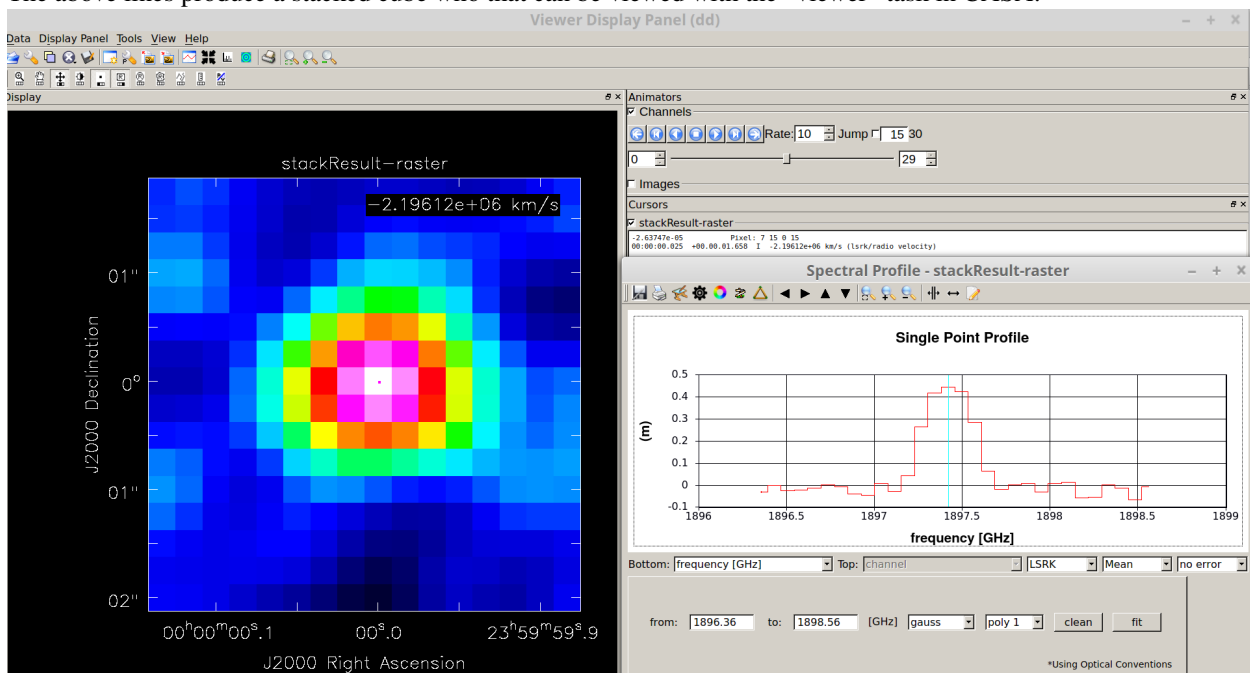 The above lines produce a stacked cube who that can be viewed with the "viewer" task in CASA.
Viewer Display Panel (dd)
Data Display Panel Tools View Help
Display
Animators
Channels
Rate: 10 Jump 15 30
0 29
Images
Cursors
stackResult-raster
-2.63747e-05 Pixel: 7 15 0 15
00:00:00.025 +00.00.01.658 I -2.19612e+06 km/s (lsrk/radio velocity)
stackResult-raster
-2.19612e+06 km/s
01"
0°
01"
02"
J2000 Declination
00h00m00s.1 00s.0 23h59m59s.9
J2000 Right Ascension
Spectral Profile - stackResult-raster
Single Point Profile
(m)
0.5
0.4
0.3
0.2
0.1
0
-0.1
1896 1896.5 1897 1897.5 1898 1898.5 1899
frequency [GHz]
Bottom: frequency [GHz] Top: channel LSRK Mean no error
from: 1896.36 to: 1898.56 [GHz] gauss poly 1 clean fit
*Using Optical Conventions